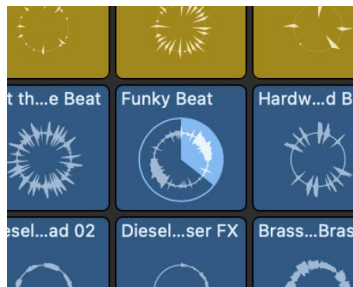 t th...e Beat
Funky Beat
Hardw...d B
esel...ad 02
Diesel...ser FX
Brass...Bras